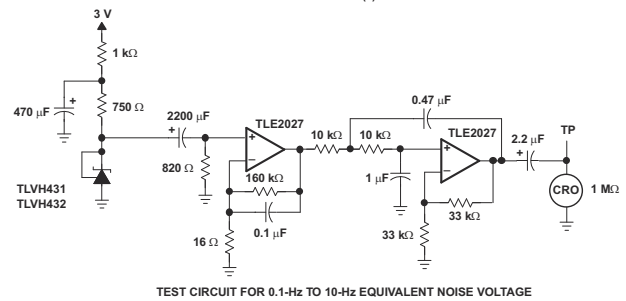 3 V
1 kΩ
470 μF
+
750 Ω
2200 μF
+
820 Ω
TLVH431
TLVH432
TLE2027
+
−
160 kΩ
0.1 μF
16 Ω
10 kΩ
10 kΩ
0.47 μF
1 μF
TLE2027
+
−
33 kΩ
33 kΩ
2.2 μF
+
TP
CRO
1 MΩ
TEST CIRCUIT FOR 0.1-Hz TO 10-Hz EQUIVALENT NOISE VOLTAGE